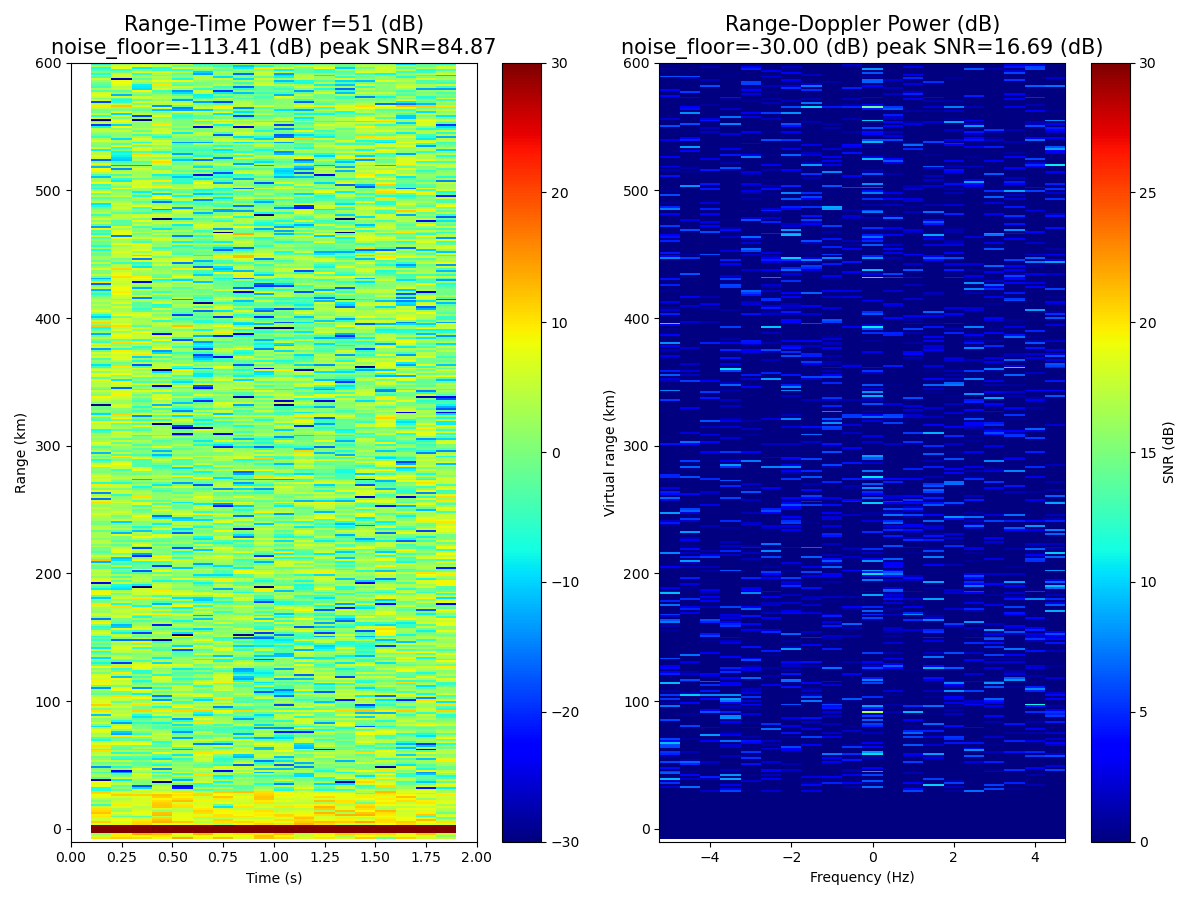 Range-Time Power f=51 (dB)
noise_floor=-113.41 (dB) peak SNR=84.87
600
500
400
300
200
100
0
Range (km)
0.00 0.25 0.50 0.75 1.00 1.25 1.50 1.75 2.00
Time (s)
30
20
10
0
−10
−20
−30
Range-Doppler Power (dB)
noise_floor=-30.00 (dB) peak SNR=16.69 (dB)
600
500
400
300
200
100
0
Virtual range (km)
−4 −2 0 2 4
Frequency (Hz)
30
25
20
15
10
5
0
SNR (dB)